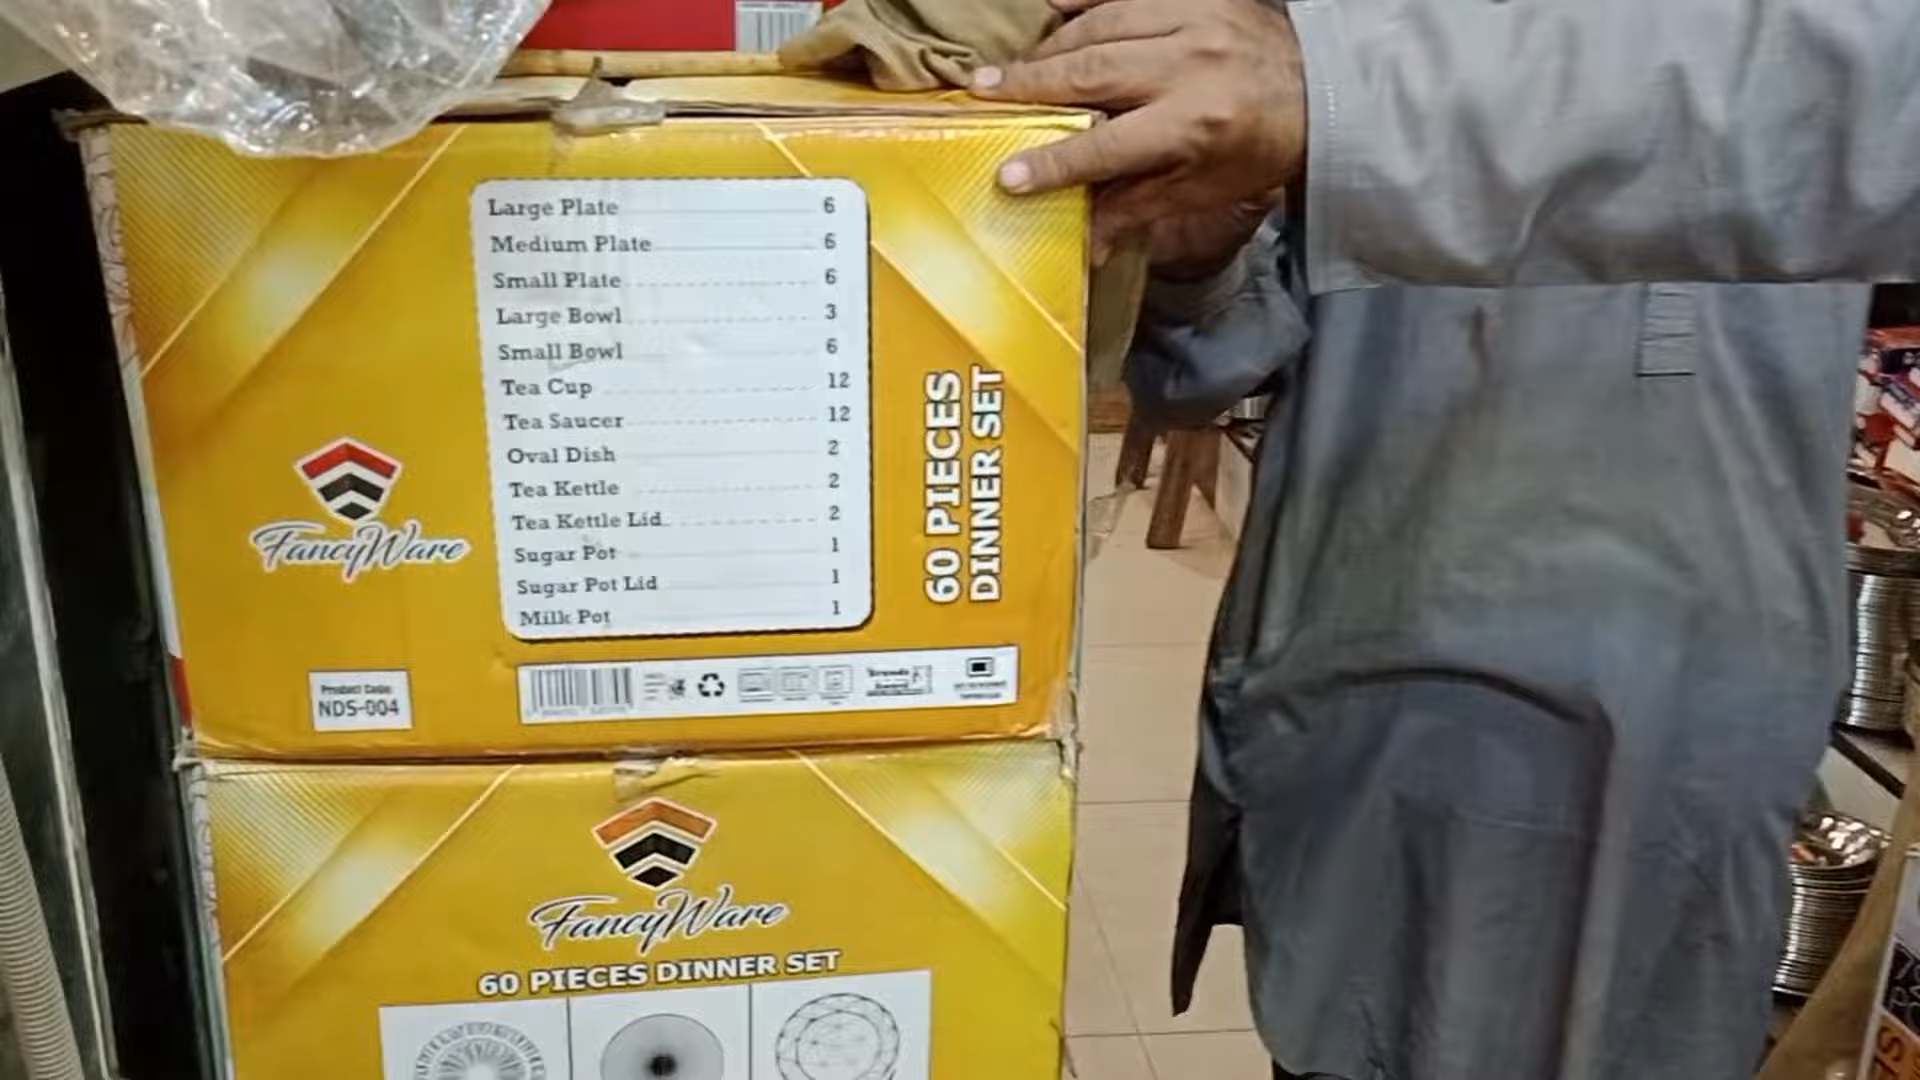 Large Plate 6
Medium Plate 6
Small Plate 6
Large Bowl 3
Small Bowl 6
Tea Cup 12
Tea Saucer 12
Oval Dish 2
Tea Kettle 2
Tea Kettle Lid 2
Sugar Pot 1
Sugar Pot Lid 1
Milk Pot 1
60 PIECES
DINNER SET
FancyWare
Product Code:
NDS-004
FancyWare
60 PIECES DINNER SET